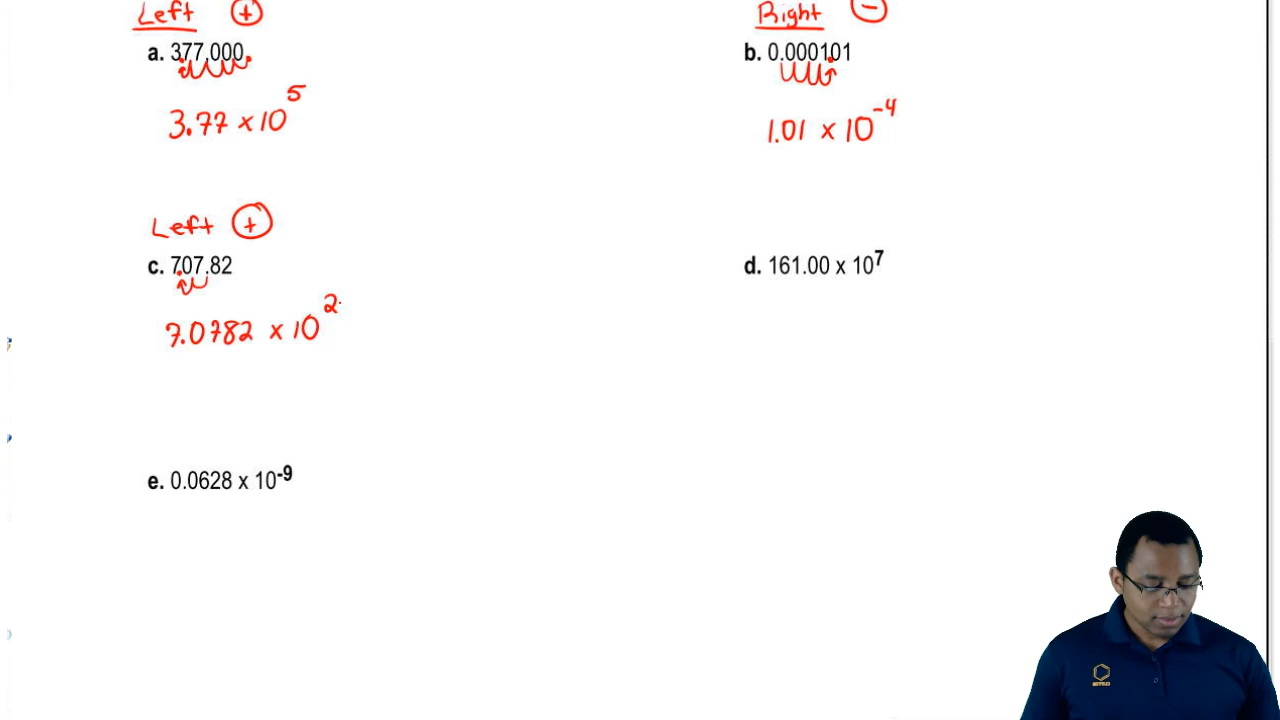 Left (+)
a. 377,000
3.77 x 10^5
Right (−)
b. 0.000101
1.01 x 10^-4
Left (+)
c. 707.82
7.0782 x 10^2
d. 161.00 x 10^7
e. 0.0628 x 10^-9